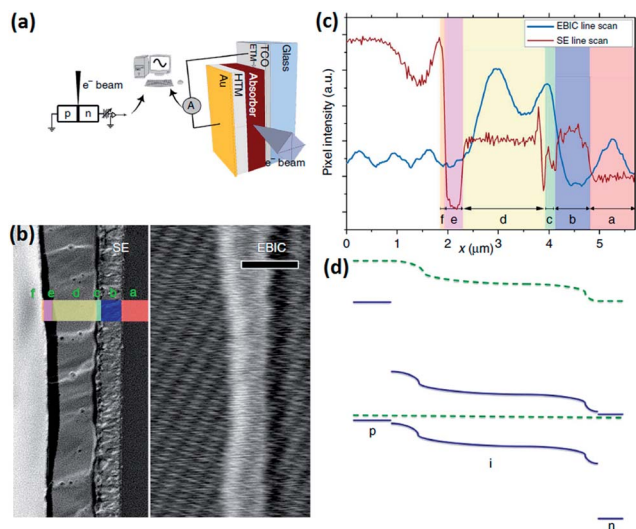 (a)
e⁻ beam
p n
A
Au
HTM
Absorber
ETM
TCO
Glass
e⁻ beam
(b)
SE
EBIC
f e d c b a
(c)
EBIC line scan
SE line scan
Pixel intensity (a.u.)
f e d c b a
0 1 2 3 4 5
x (μm)
(d)
p
i
n